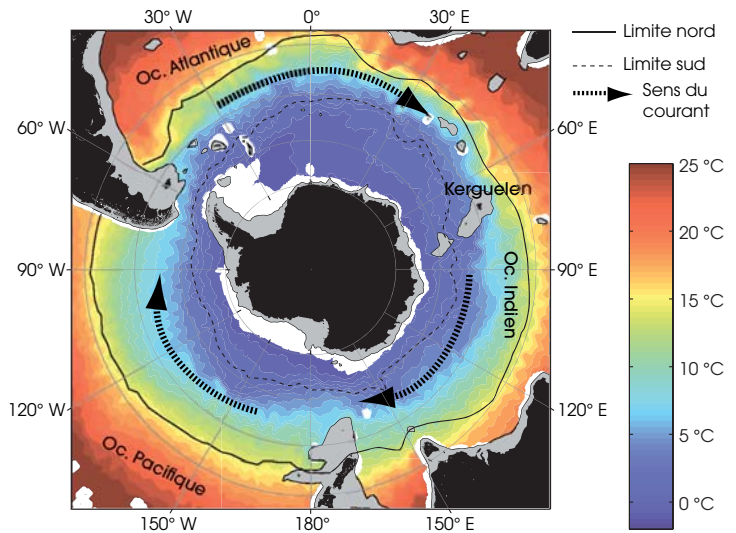 30° W
0°
30° E
Limite nord
Limite sud
Sens du
courant
Oc. Atlantique
60° W
60° E
Kerguelen
25 °C
20 °C
15 °C
10 °C
5 °C
0 °C
90° W
90° E
Oc. Indien
120° W
120° E
Oc. Pacifique
150° W
180°
150° E